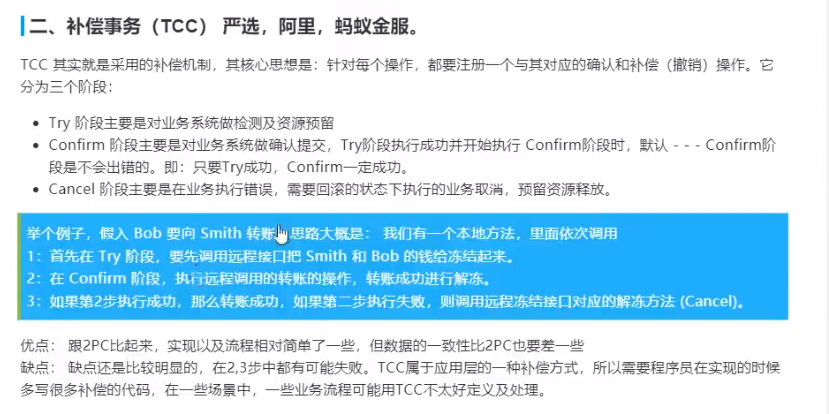 二、补偿事务（TCC） 严选，阿里，蚂蚁金服。
TCC 其实就是采用的补偿机制，其核心思想是：针对每个操作，都要注册一个与其对应的确认和补偿（撤销）操作。它
分为三个阶段：
• Try 阶段主要是对业务系统做检测及资源预留
• Confirm 阶段主要是对业务系统做确认提交，Try阶段执行成功并开始执行 Confirm阶段时，默认 - - - Confirm阶
段是不会出错的。即：只要Try成功，Confirm一定成功。
• Cancel 阶段主要是在业务执行错误，需要回滚的状态下执行的业务取消，预留资源释放。
举个例子，假入 Bob 要向 Smith 转账，思路大概是： 我们有一个本地方法，里面依次调用
1：首先在 Try 阶段，要先调用远程接口把 Smith 和 Bob 的钱给冻结起来。
2：在 Confirm 阶段，执行远程调用的转账的操作，转账成功进行解冻。
3：如果第2步执行成功，那么转账成功，如果第二步执行失败，则调用远程冻结接口对应的解冻方法 (Cancel)。
优点： 跟2PC比起来，实现以及流程相对简单了一些，但数据的一致性比2PC也要差一些
缺点： 缺点还是比较明显的，在2,3步中都有可能失败。TCC属于应用层的一种补偿方式，所以需要程序员在实现的时候
多写很多补偿的代码，在一些场景中，一些业务流程可能用TCC不太好定义及处理。